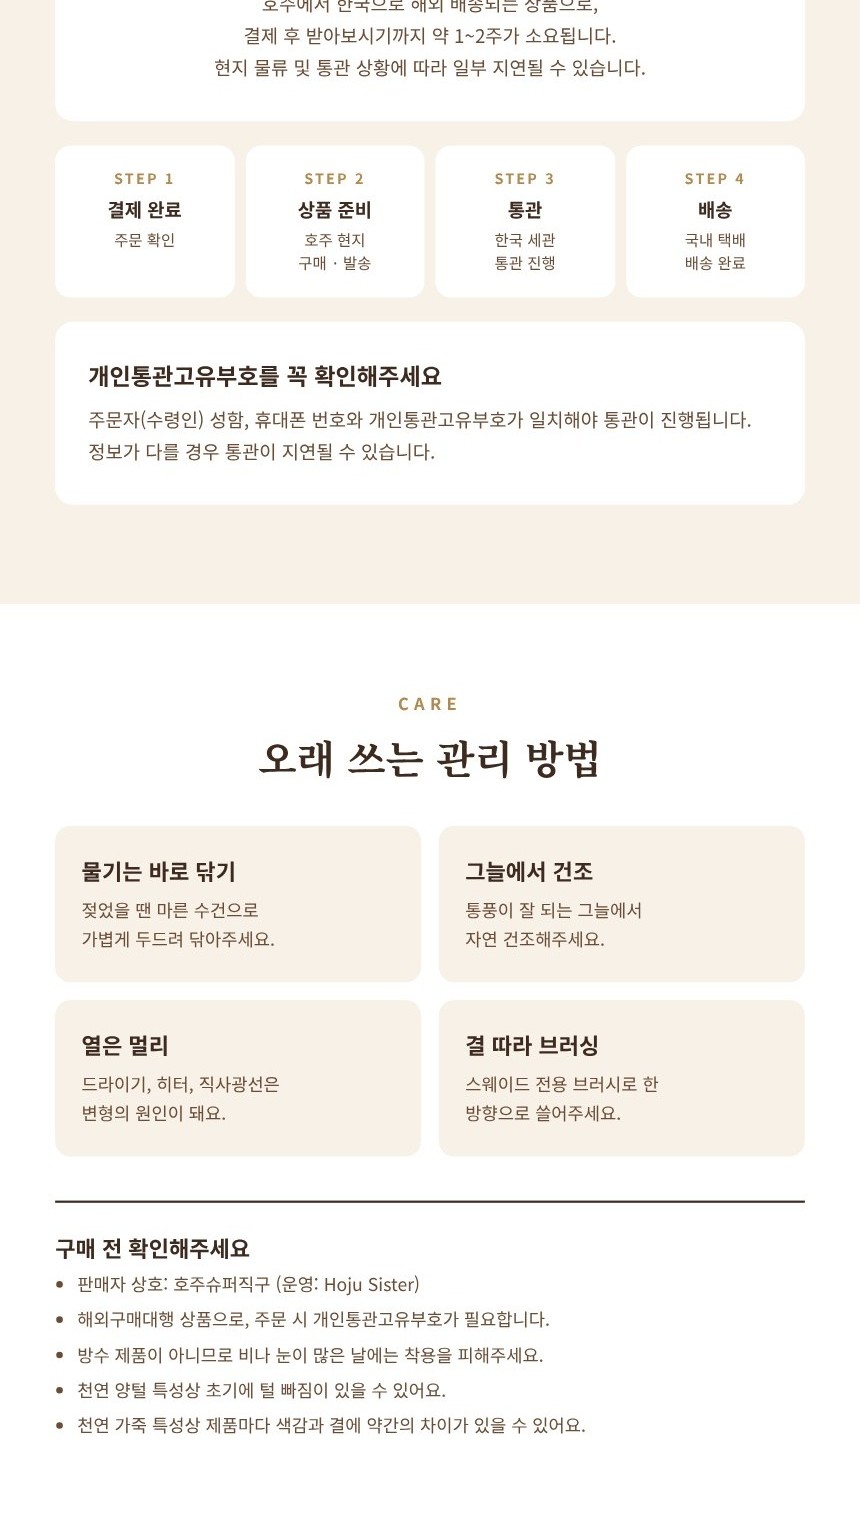 호주에서 한국으로 해외 배송되는 상품으로,
결제 후 받아보시기까지 약 1~2주가 소요됩니다.
현지 물류 및 통관 상황에 따라 일부 지연될 수 있습니다.
STEP 1
결제 완료
주문 확인
STEP 2
상품 준비
호주 현지
구매 · 발송
STEP 3
통관
한국 세관
통관 진행
STEP 4
배송
국내 택배
배송 완료
개인통관고유부호를 꼭 확인해주세요
주문자(수령인) 성함, 휴대폰 번호와 개인통관고유부호가 일치해야 통관이 진행됩니다.
정보가 다를 경우 통관이 지연될 수 있습니다.
CARE
오래 쓰는 관리 방법
물기는 바로 닦기
젖었을 땐 마른 수건으로
가볍게 두드려 닦아주세요.
그늘에서 건조
통풍이 잘 되는 그늘에서
자연 건조해주세요.
열은 멀리
드라이기, 히터, 직사광선은
변형의 원인이 돼요.
결 따라 브러싱
스웨이드 전용 브러시로 한
방향으로 쓸어주세요.
구매 전 확인해주세요
• 판매자 상호: 호주슈퍼직구 (운영: Hoju Sister)
• 해외구매대행 상품으로, 주문 시 개인통관고유부호가 필요합니다.
• 방수 제품이 아니므로 비나 눈이 많은 날에는 착용을 피해주세요.
• 천연 양털 특성상 초기에 털 빠짐이 있을 수 있어요.
• 천연 가죽 특성상 제품마다 색감과 결에 약간의 차이가 있을 수 있어요.